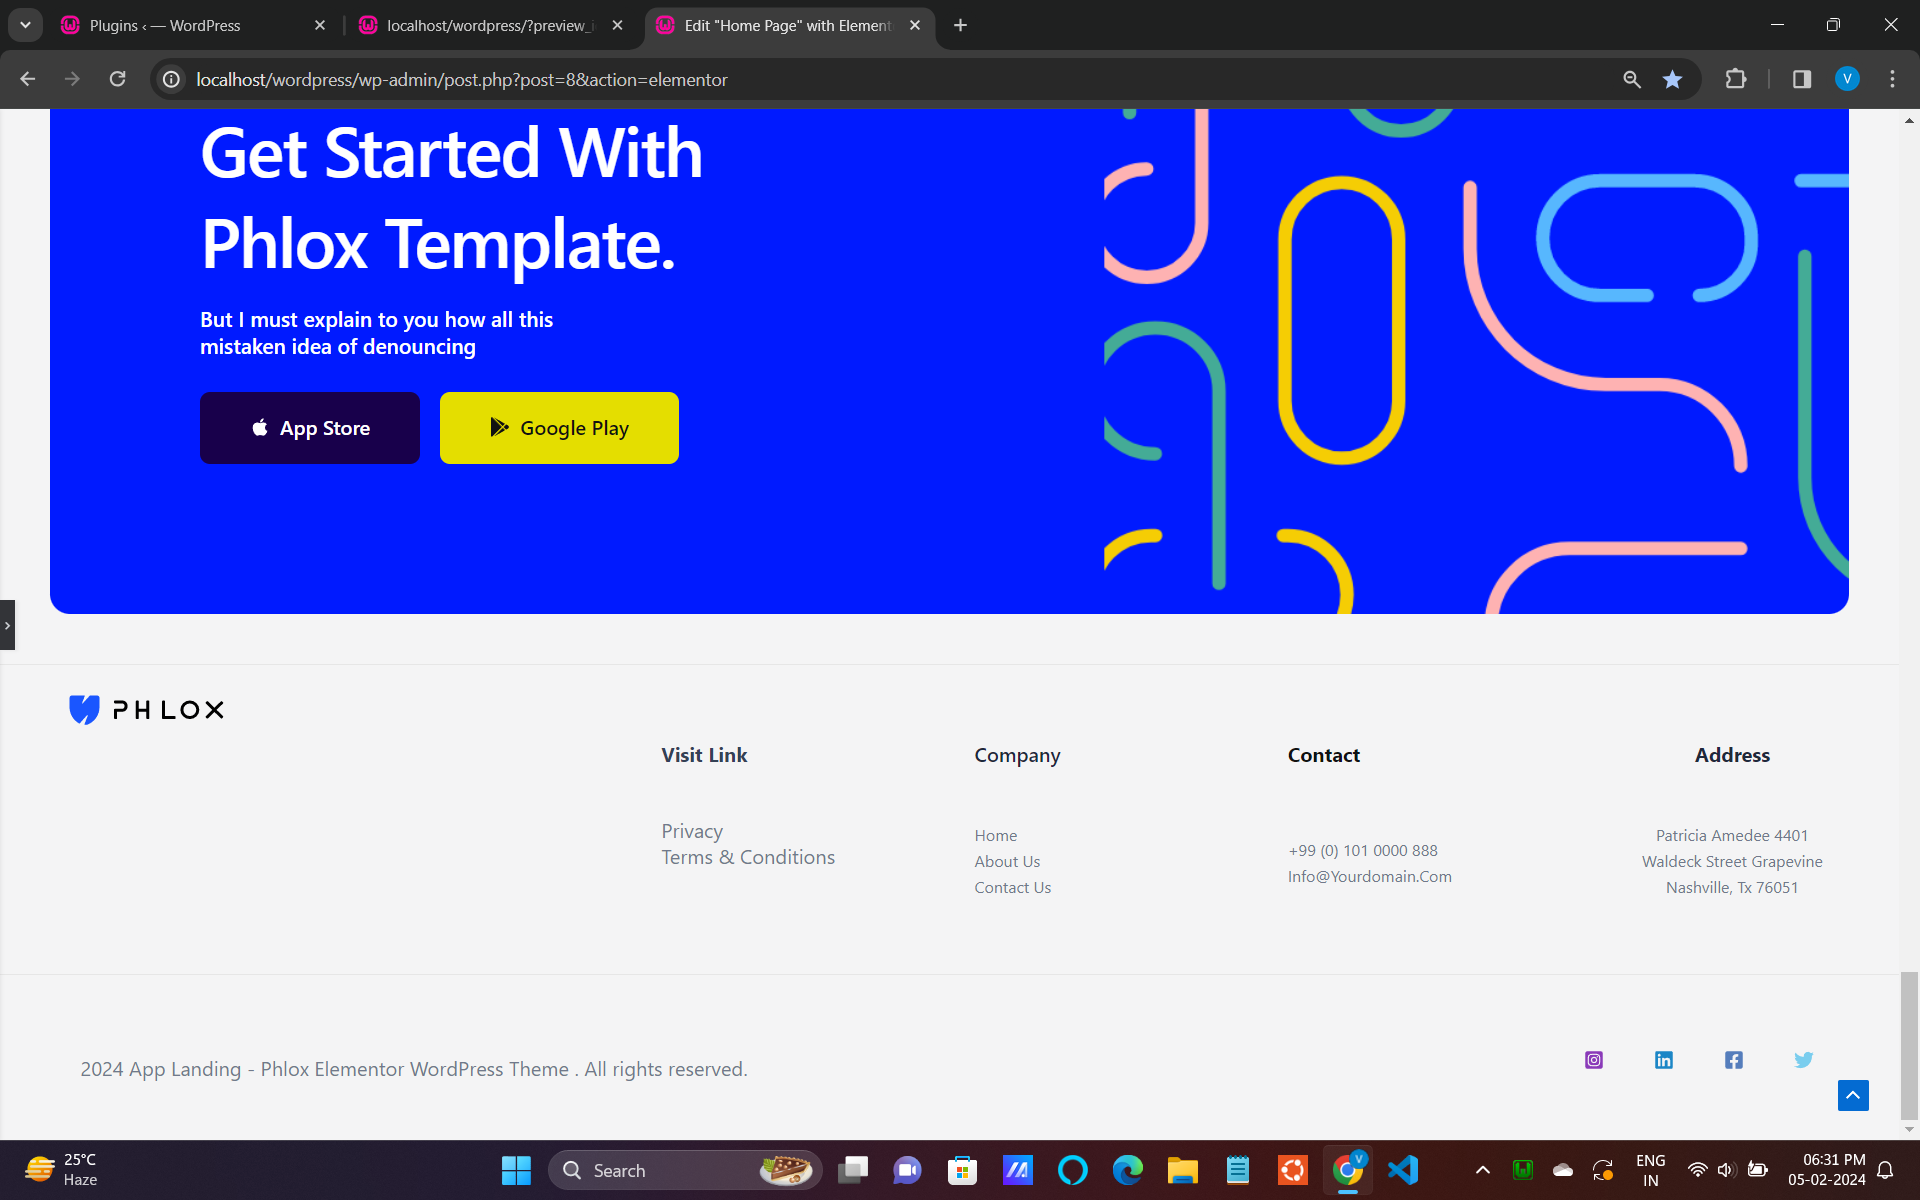 Plugins ‹ — WordPress
localhost/wordpress/?preview_i
Edit "Home Page" with Element
localhost/wordpress/wp-admin/post.php?post=8&action=elementor
V
Get Started With
Phlox Template.
But I must explain to you how all this
mistaken idea of denouncing
App Store
Google Play
PHLOX
Visit Link
Privacy
Terms & Conditions
Company
Home
About Us
Contact Us
Contact
+99 (0) 101 0000 888
Info@Yourdomain.Com
Address
Patricia Amedee 4401
Waldeck Street Grapevine
Nashville, Tx 76051
2024 App Landing - Phlox Elementor WordPress Theme . All rights reserved.
25°C
Haze
Search
V
ENG
IN
06:31 PM
05-02-2024